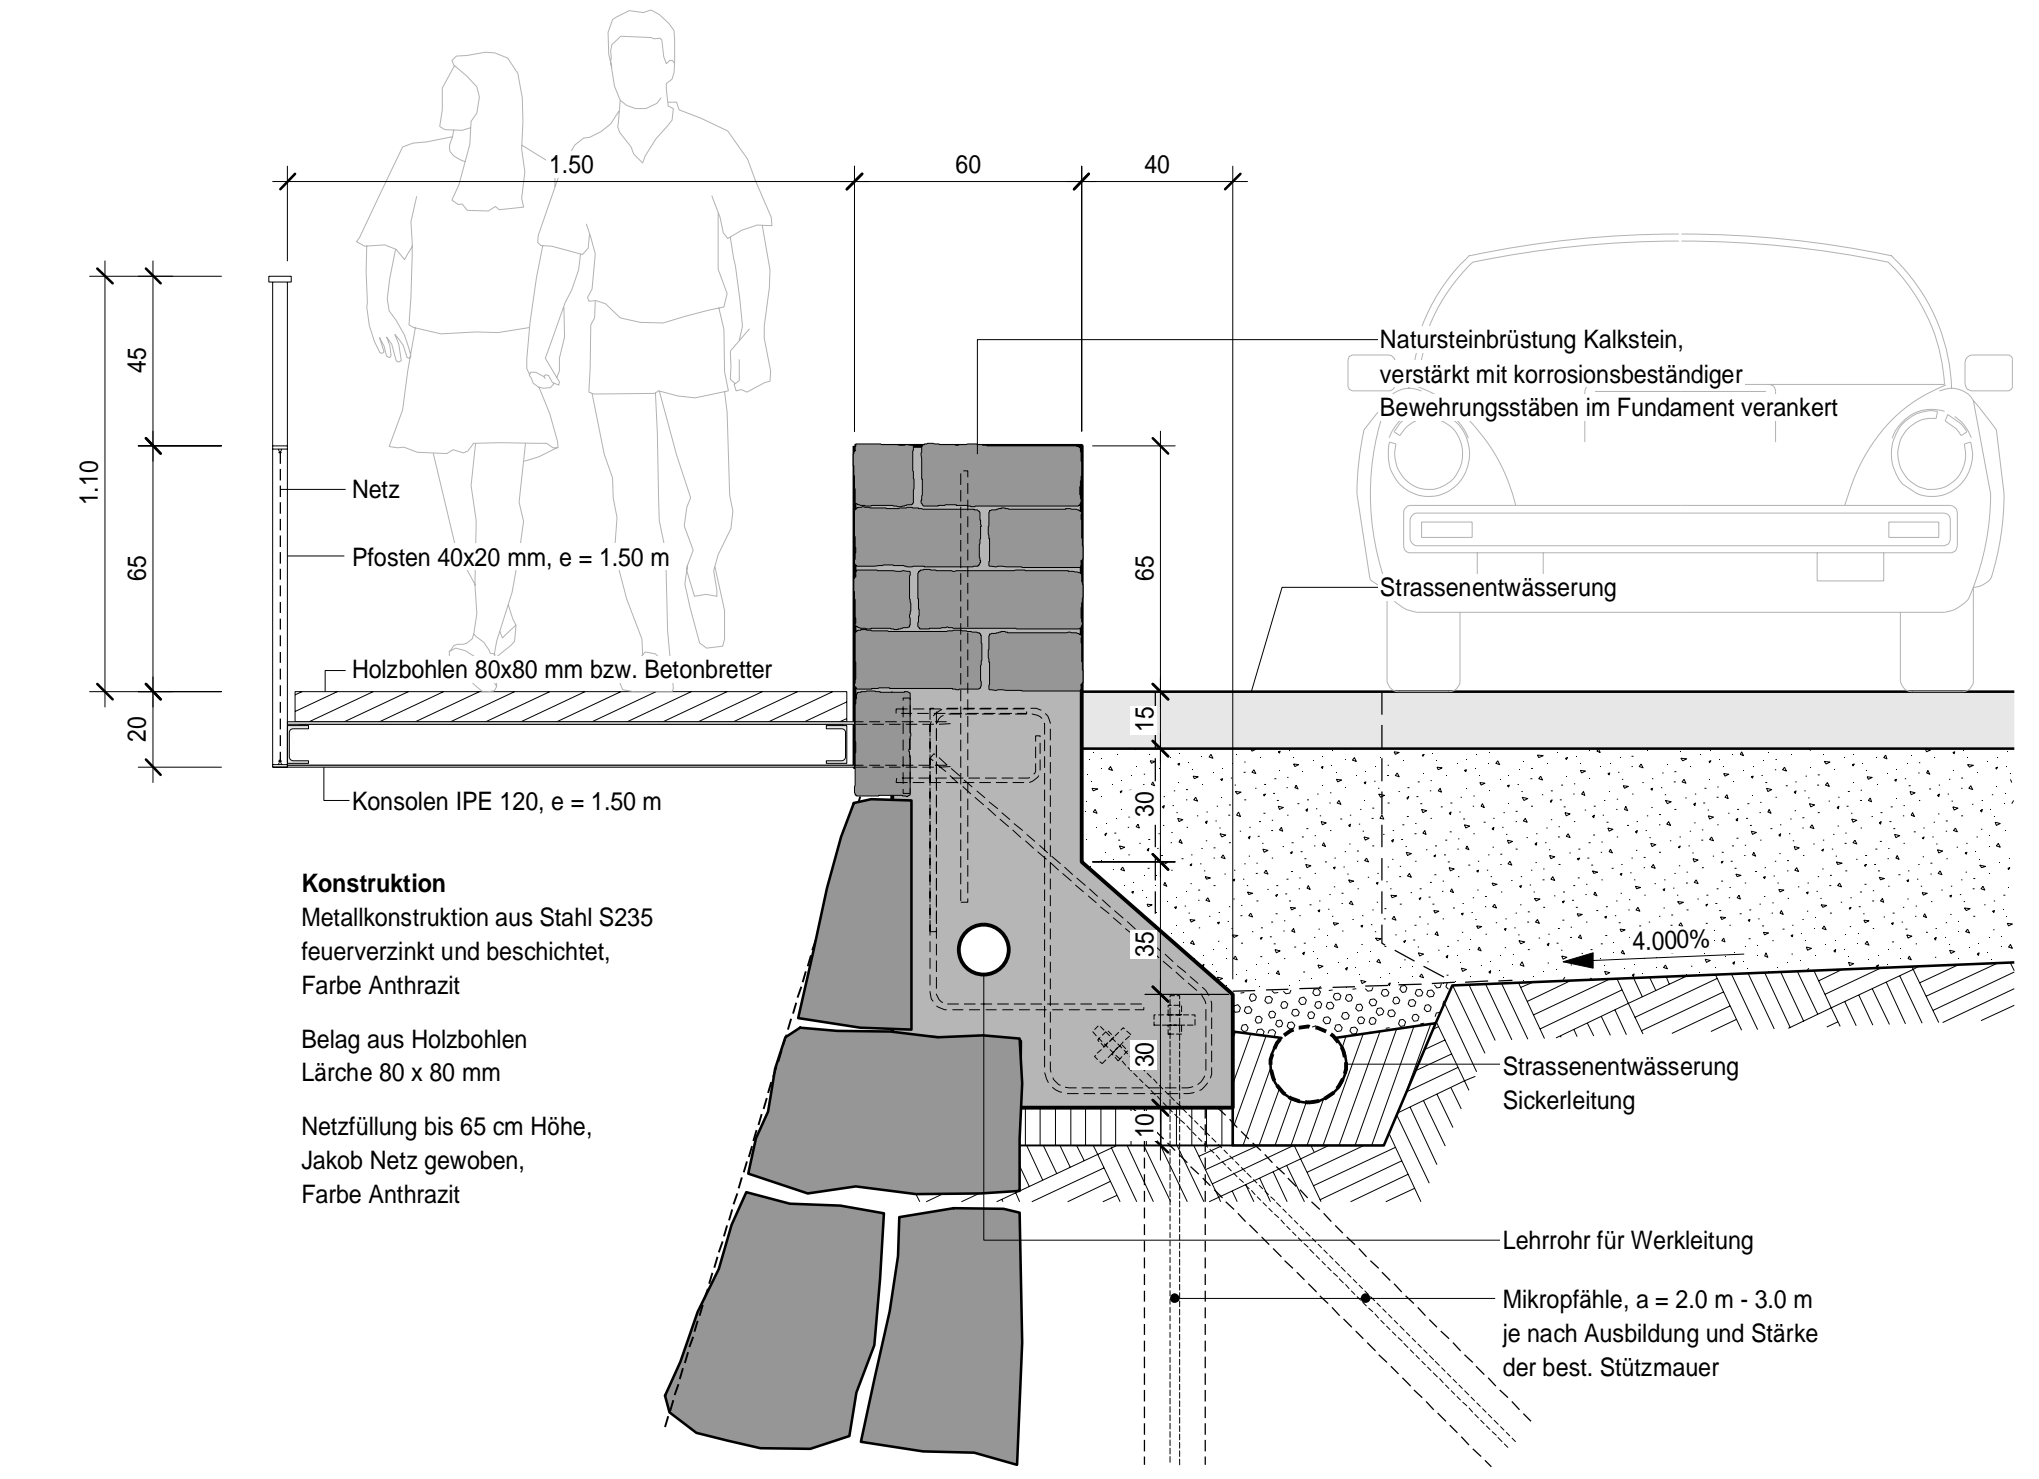 1.50
60
40
45
1.10
65
20
Natursteinbrüstung Kalkstein,
verstärkt mit korrosionsbeständiger
Bewehrungsstäben im Fundament verankert
Netz
Pfosten 40x20 mm, e = 1.50 m
65
Strassenentwässerung
Holzbohlen 80x80 mm bzw. Betonbretter
15
30
Konsolen IPE 120, e = 1.50 m
Konstruktion
Metallkonstruktion aus Stahl S235
feuerverzinkt und beschichtet,
Farbe Anthrazit
35
4.000%
Belag aus Holzbohlen
Lärche 80 x 80 mm
30
Strassenentwässerung
Sickerleitung
10
Netzfüllung bis 65 cm Höhe,
Jakob Netz gewoben,
Farbe Anthrazit
Lehrrohr für Werkleitung
Mikropfähle, a = 2.0 m - 3.0 m
je nach Ausbildung und Stärke
der best. Stützmauer